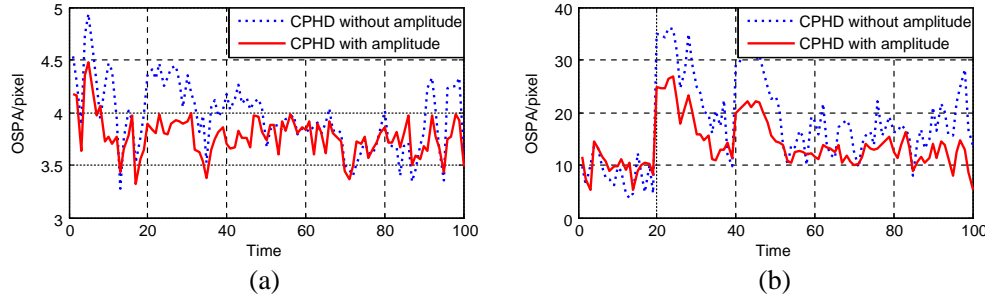 5
4.5
4
3.5
3
OSPA/pixel
0 20 40 60 80 100
Time
CPHD without amplitude
CPHD with amplitude
(a)
40
30
20
10
0
OSPA/pixel
0 20 40 60 80 100
Time
CPHD without amplitude
CPHD with amplitude
(b)